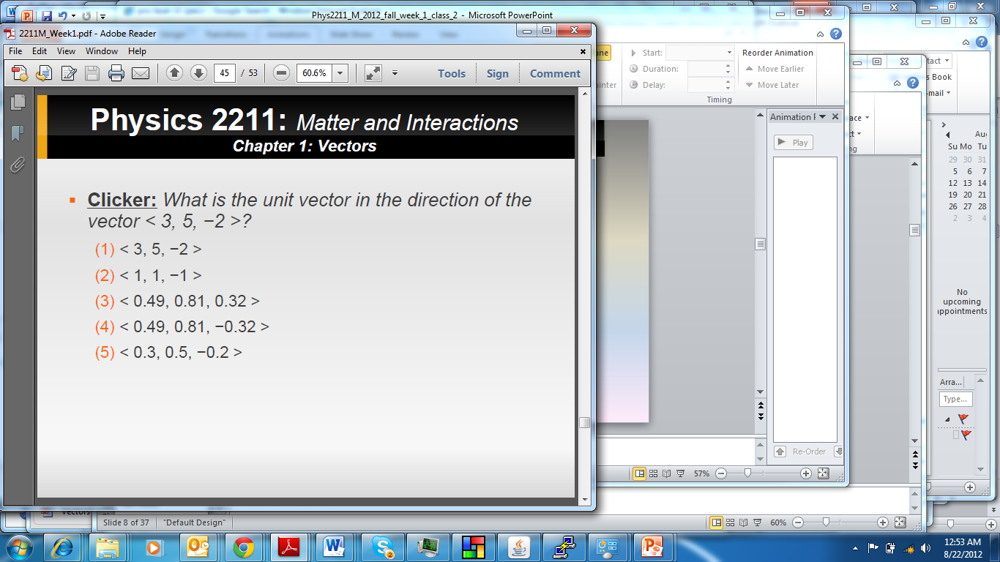 Phys2211_M_2012_fall_week_1_class_2 - Microsoft PowerPoint
2211M_Week1.pdf - Adobe Reader
File Edit View Window Help
45 / 53 60.6% Tools Sign Comment
Physics 2211: Matter and Interactions
Chapter 1: Vectors
Clicker: What is the unit vector in the direction of the
vector < 3, 5, −2 >?
(1) < 3, 5, −2 >
(2) < 1, 1, −1 >
(3) < 0.49, 0.81, 0.32 >
(4) < 0.49, 0.81, −0.32 >
(5) < 0.3, 0.5, −0.2 >
Start:
Duration:
Delay:
Reorder Animation
Move Earlier
Move Later
Timing
Animation P
Play
Re-Order
57%
Slide 8 of 37 "Default Design"
60%
s Book
Au
Su Mo Tu
29 30 31
5 6 7
12 13 14
19 20 21
26 27 28
2 3 4
No
upcoming
appointments
Arra...
Type...
2
12:53 AM
8/22/2012